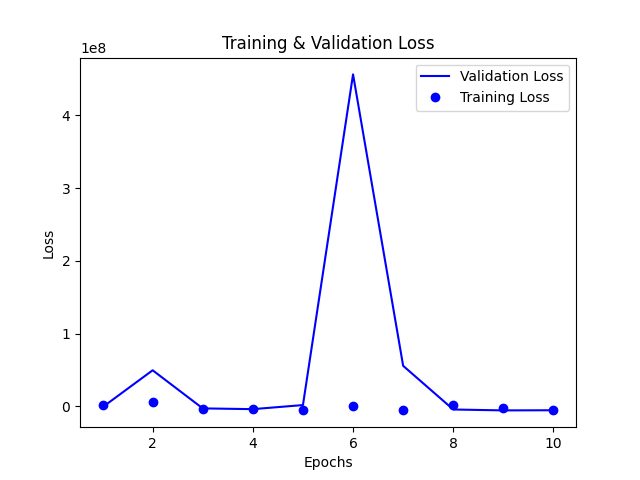 Training & Validation Loss
1e8
Validation Loss
Training Loss
4
3
2
1
0
Loss
2 4 6 8 10
Epochs